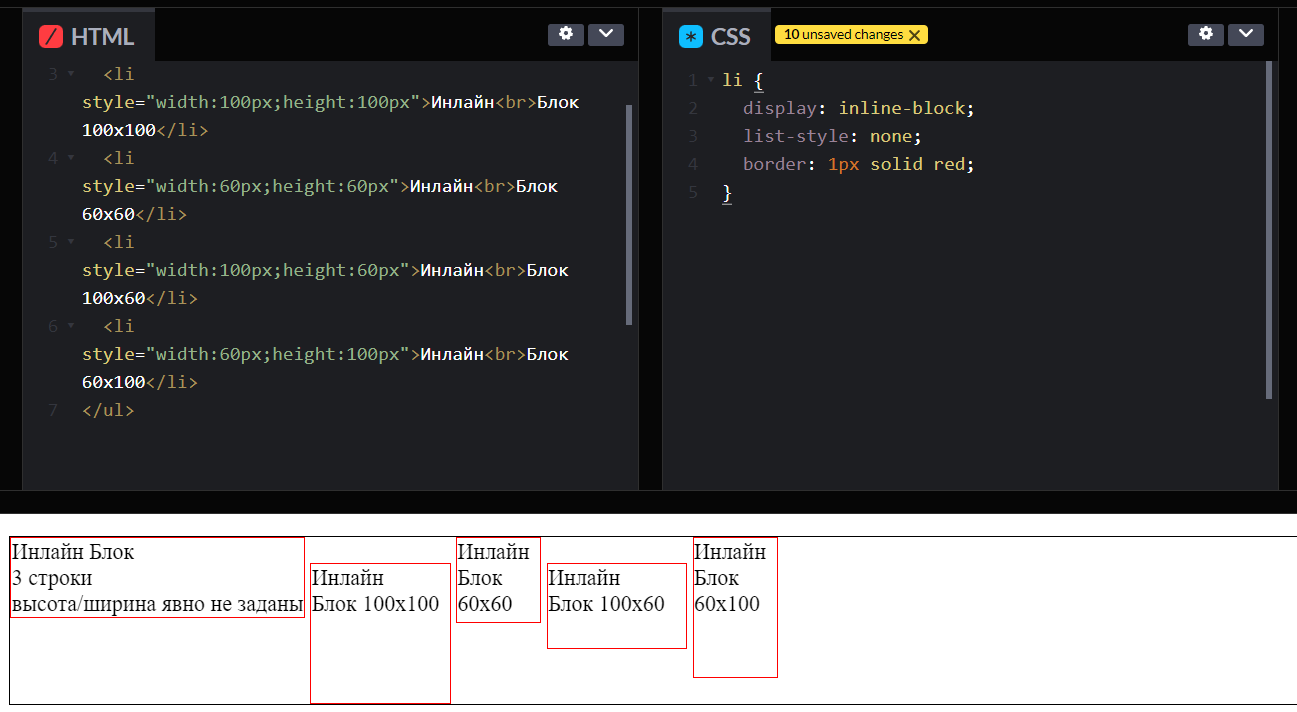 HTML
3 <li
style="width:100px;height:100px">Инлайн<br>Блок
100x100</li>
4 <li
style="width:60px;height:60px">Инлайн<br>Блок
60x60</li>
5 <li
style="width:100px;height:60px">Инлайн<br>Блок
100x60</li>
6 <li
style="width:60px;height:100px">Инлайн<br>Блок
60x100</li>
7 </ul>
CSS
10 unsaved changes
1 li {
2 display: inline-block;
3 list-style: none;
4 border: 1px solid red;
5 }
Инлайн Блок
3 строки
высота/ширина явно не заданы
Инлайн
Блок 100x100
Инлайн
Блок
60x60
Инлайн
Блок 100x60
Инлайн
Блок
60x100